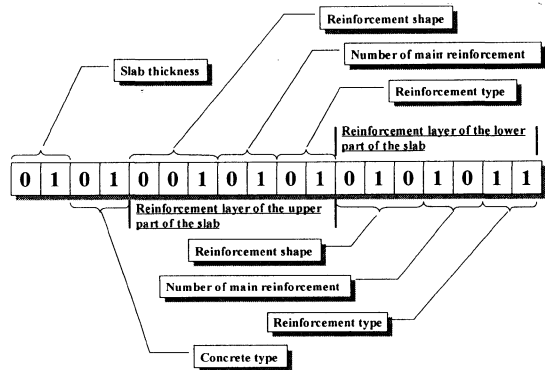 Reinforcement shape
Number of main reinforcement
Slab thickness
Reinforcement type
Reinforcement layer of the lower
part of the slab
0 1 0 1 0 0 1 0 1 0 1 0 1 0 1 0 1 1
Reinforcement layer of the upper
part of the slab
Reinforcement shape
Number of main reinforcement
Reinforcement type
Concrete type